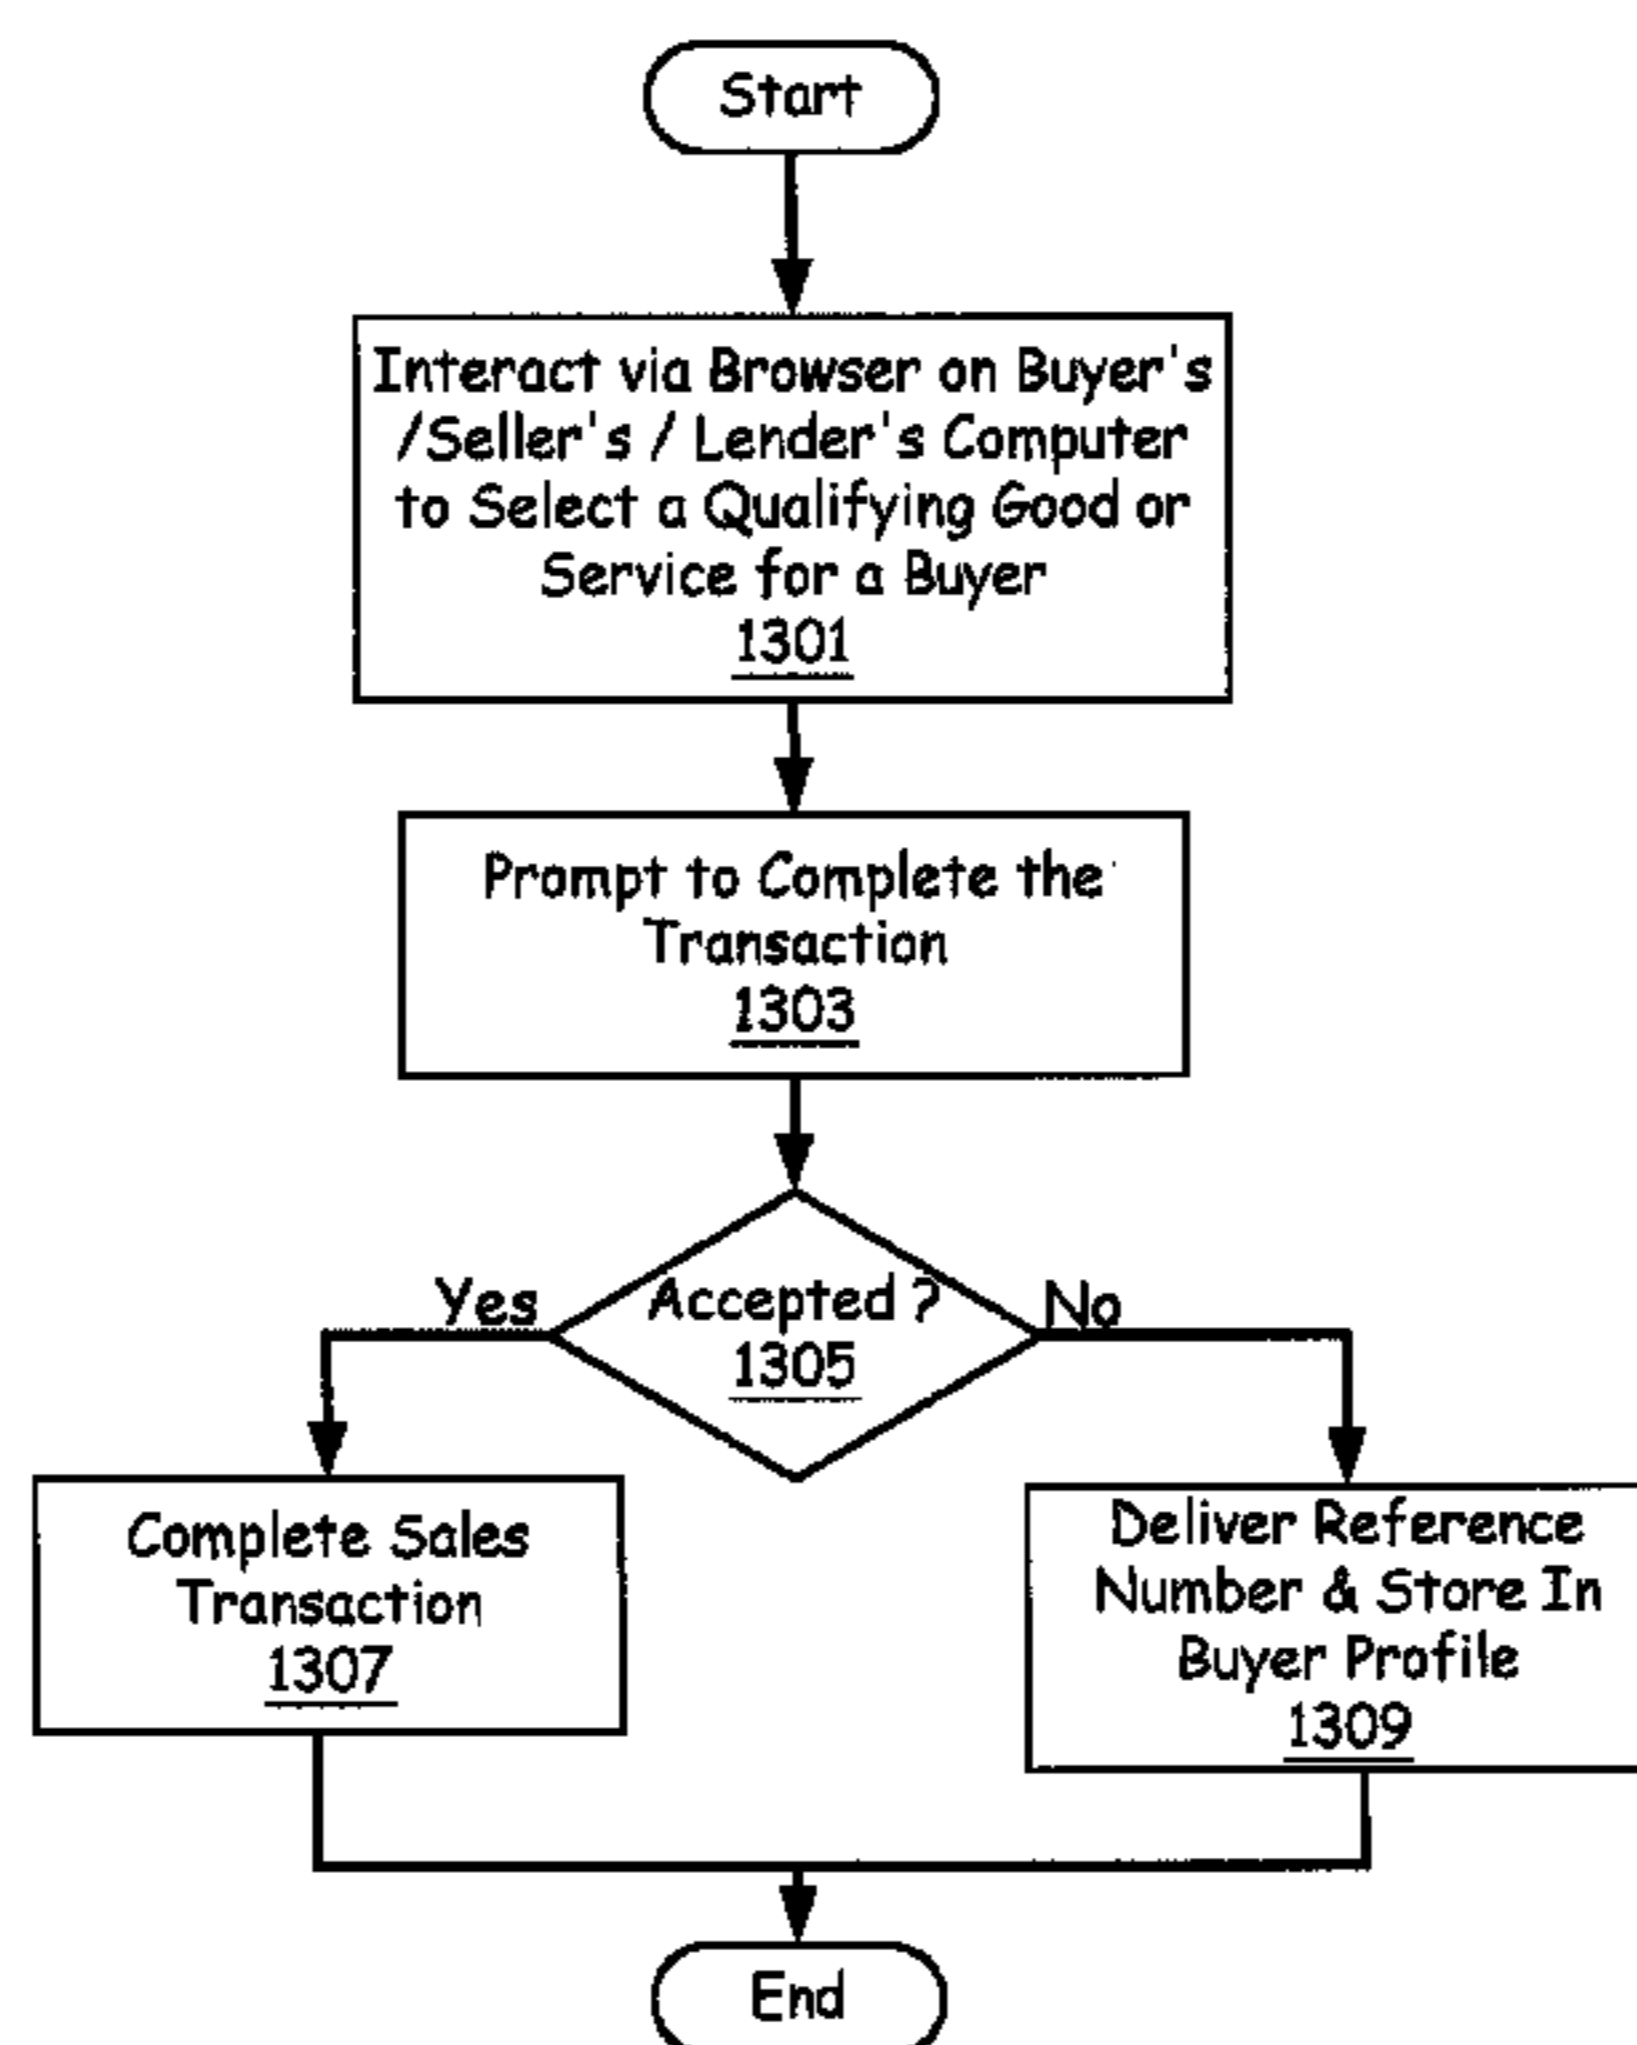 Start
Interact via Browser on Buyer's
/Seller's / Lender's Computer
to Select a Qualifying Good or
Service for a Buyer
1301
Prompt to Complete the
Transaction
1303
Yes
Accepted ?
No
1305
Complete Sales
Transaction
1307
Deliver Reference
Number & Store In
Buyer Profile
1309
End